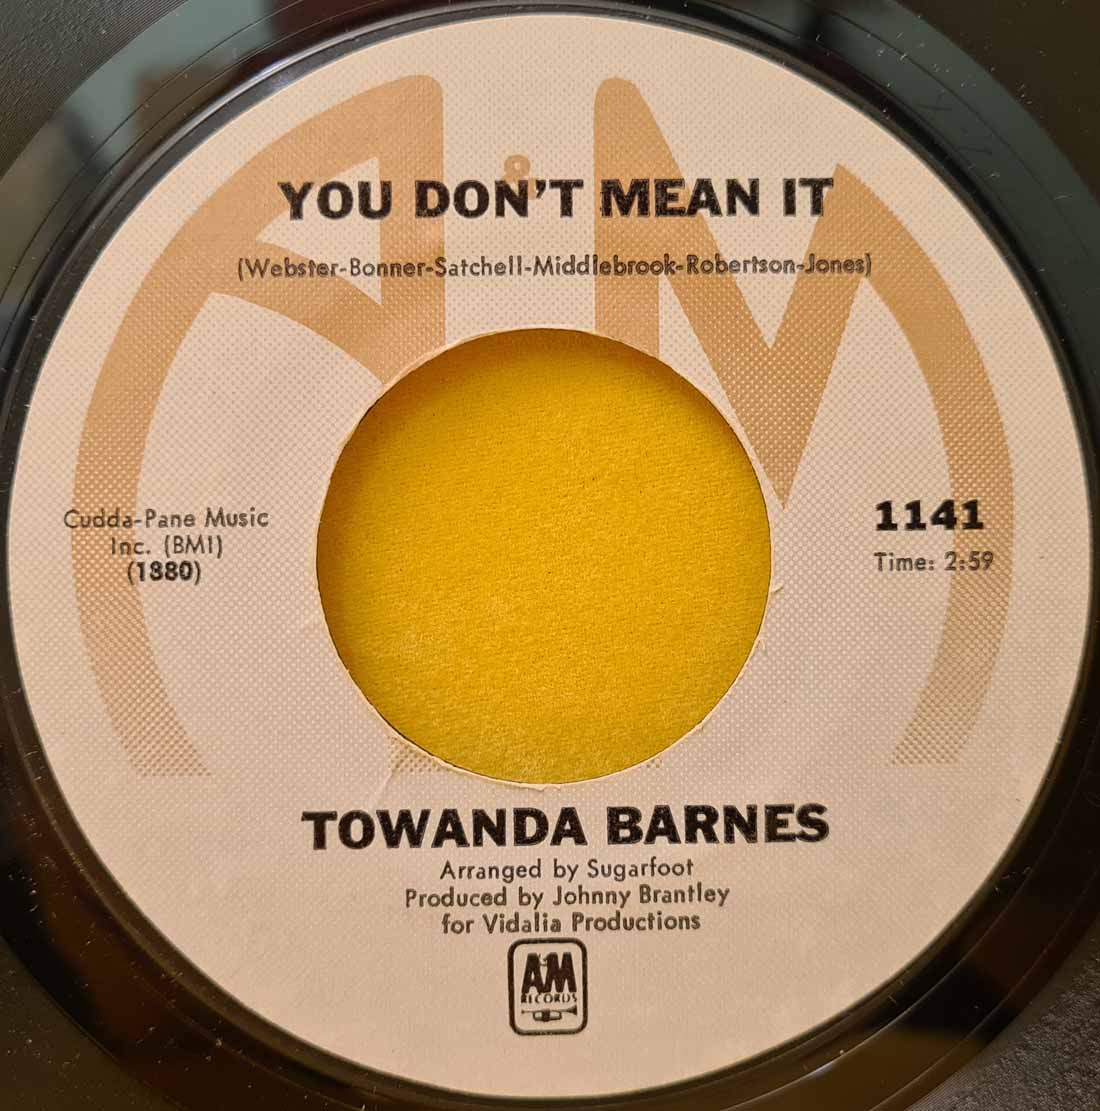 A & M
YOU DON'T MEAN IT
(Webster-Bonner-Satchell-Middlebrook-Robertson-Jones)
Cudda-Pane Music
Inc. (BMI)
(1880)
1141
Time: 2:59
TOWANDA BARNES
Arranged by Sugarfoot
Produced by Johnny Brantley
for Vidalia Productions
A&M
RECORDS